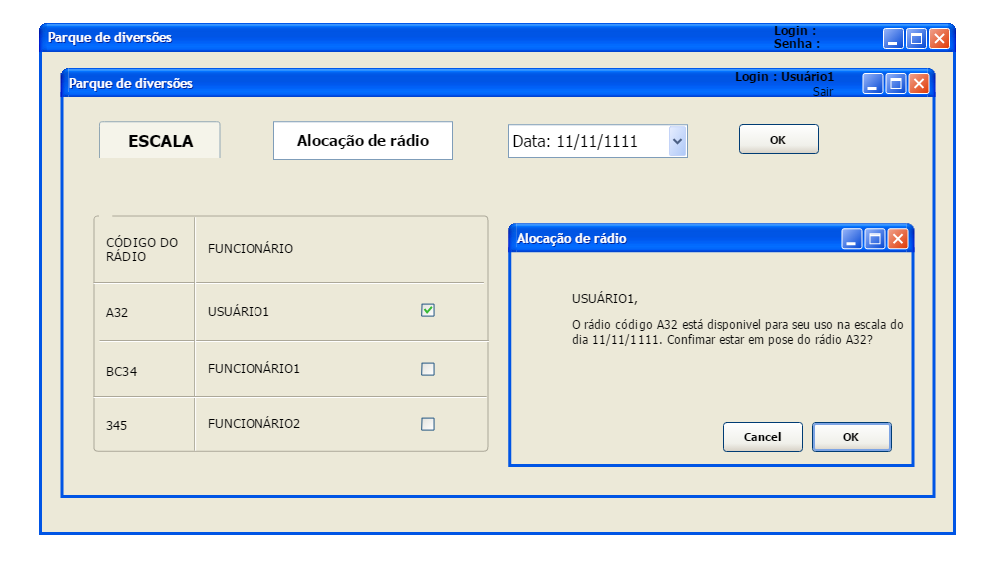 Parque de diversões
Login :
Senha :
Parque de diversões
Login : Usuário1
Sair
ESCALA
Alocação de rádio
Data: 11/11/1111
OK
CÓDIGO DO
RÁDIO
FUNCIONÁRIO
A32
USUÁRIO1
BC34
FUNCIONÁRIO1
345
FUNCIONÁRIO2
Alocação de rádio
USUÁRIO1,
O rádio código A32 está disponivel para seu uso na escala do
dia 11/11/1111. Confimar estar em pose do rádio A32?
Cancel
OK